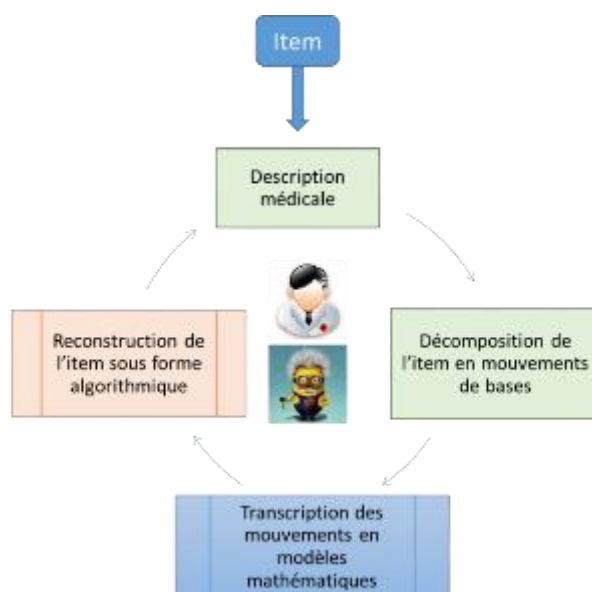 Item
Description
médicale
Reconstruction de
l'item sous forme
algorithmique
Décomposition de
l'item en mouvements
de bases
Transcription des
mouvements en
modèles
mathématiques